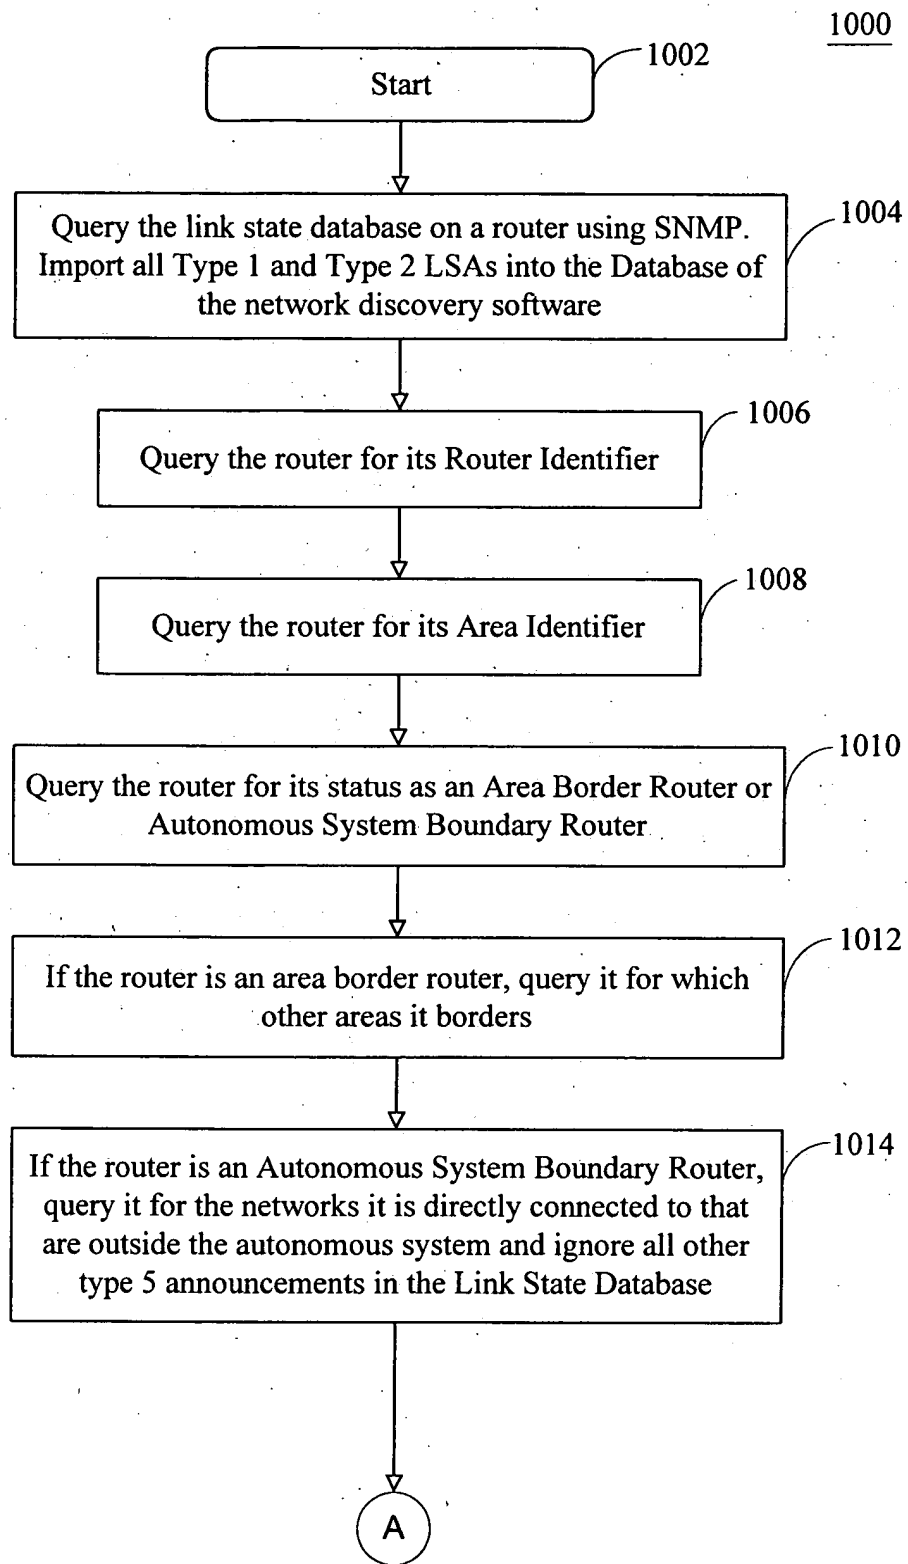 1000
Start
1002
Query the link state database on a router using SNMP.
Import all Type 1 and Type 2 LSAs into the Database of
the network discovery software
1004
Query the router for its Router Identifier
1006
Query the router for its Area Identifier
1008
Query the router for its status as an Area Border Router or
Autonomous System Boundary Router
1010
If the router is an area border router, query it for which
other areas it borders
1012
If the router is an Autonomous System Boundary Router,
query it for the networks it is directly connected to that
are outside the autonomous system and ignore all other
type 5 announcements in the Link State Database
1014
A